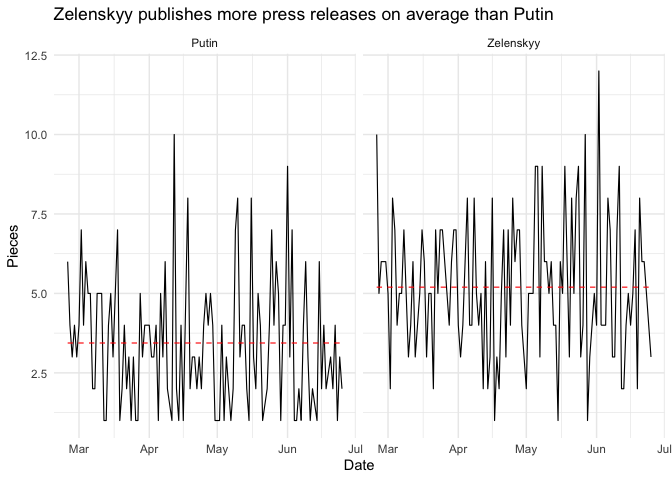 Zelenskyy publishes more press releases on average than Putin
Putin
Zelenskyy
12.5
10.0
7.5
5.0
2.5
Pieces
Mar
Apr
May
Jun
Jul
Mar
Apr
May
Jun
Jul
Date